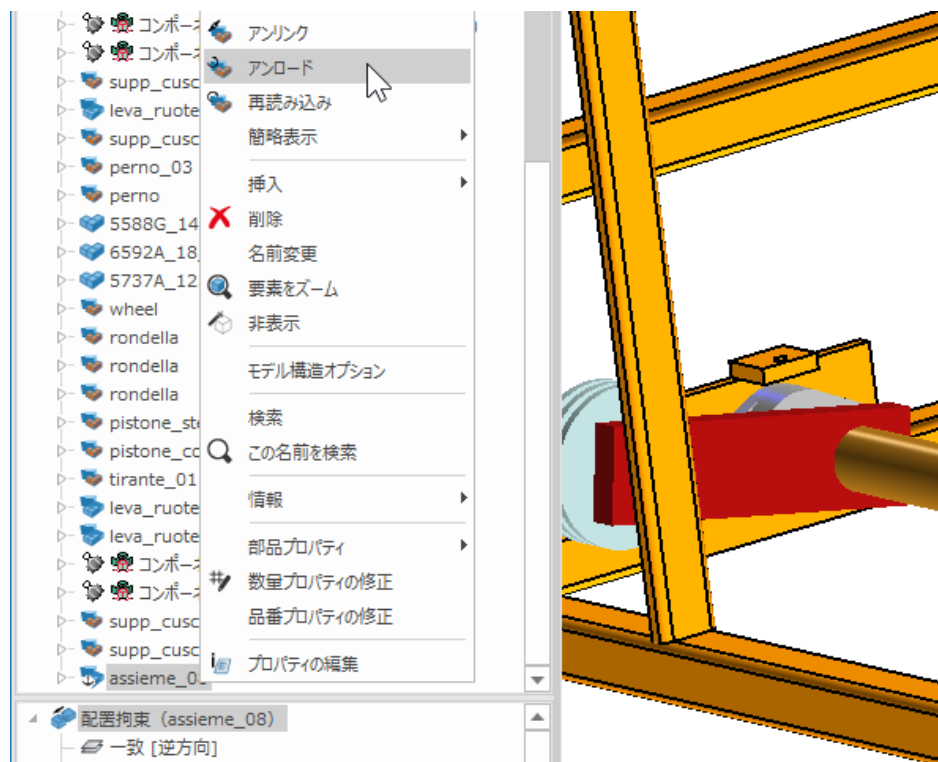 コンポーネ
コンポーネ
supp_cusc
leva_ruote
supp_cusc
perno_03
perno
5588G_14
6592A_18_
5737A_12
wheel
rondella
rondella
rondella
pistone_ste
pistone_co
tirante_01
leva_ruote
leva_ruote
コンポーネ
コンポーネ
supp_cusc
supp_cusc
assieme_08
アンリンク
アンロード
再読み込み
簡略表示
挿入
削除
名前変更
要素をズーム
非表示
モデル構造オプション
検索
この名前を検索
情報
部品プロパティ
数量プロパティの修正
品番プロパティの修正
プロパティの編集
配置拘束（assieme_08）
一致 [逆方向]